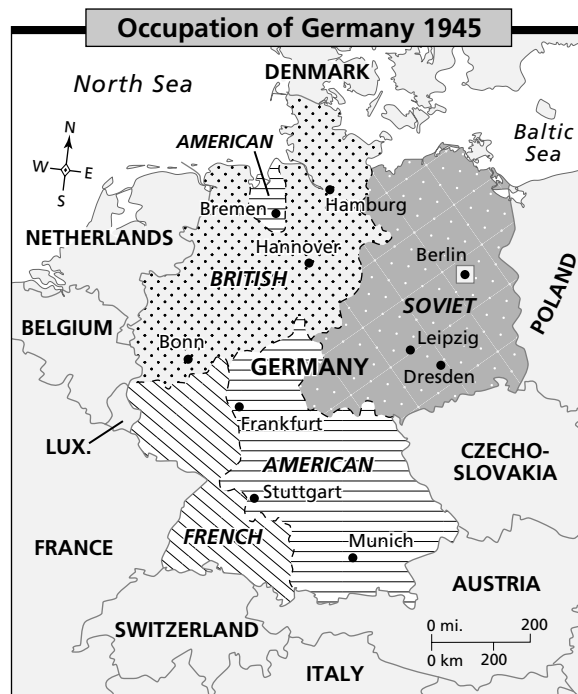 Occupation of Germany 1945
North Sea
DENMARK
Baltic
Sea
N
W
E
S
AMERICAN
Bremen
Hamburg
NETHERLANDS
Hannover
BRITISH
Berlin
SOVIET
POLAND
BELGIUM
Bonn
GERMANY
Leipzig
Dresden
LUX.
Frankfurt
AMERICAN
CZECHO-
SLOVAKIA
Stuttgart
FRENCH
FRANCE
Munich
AUSTRIA
SWITZERLAND
0 mi.
200
0 km
200
ITALY